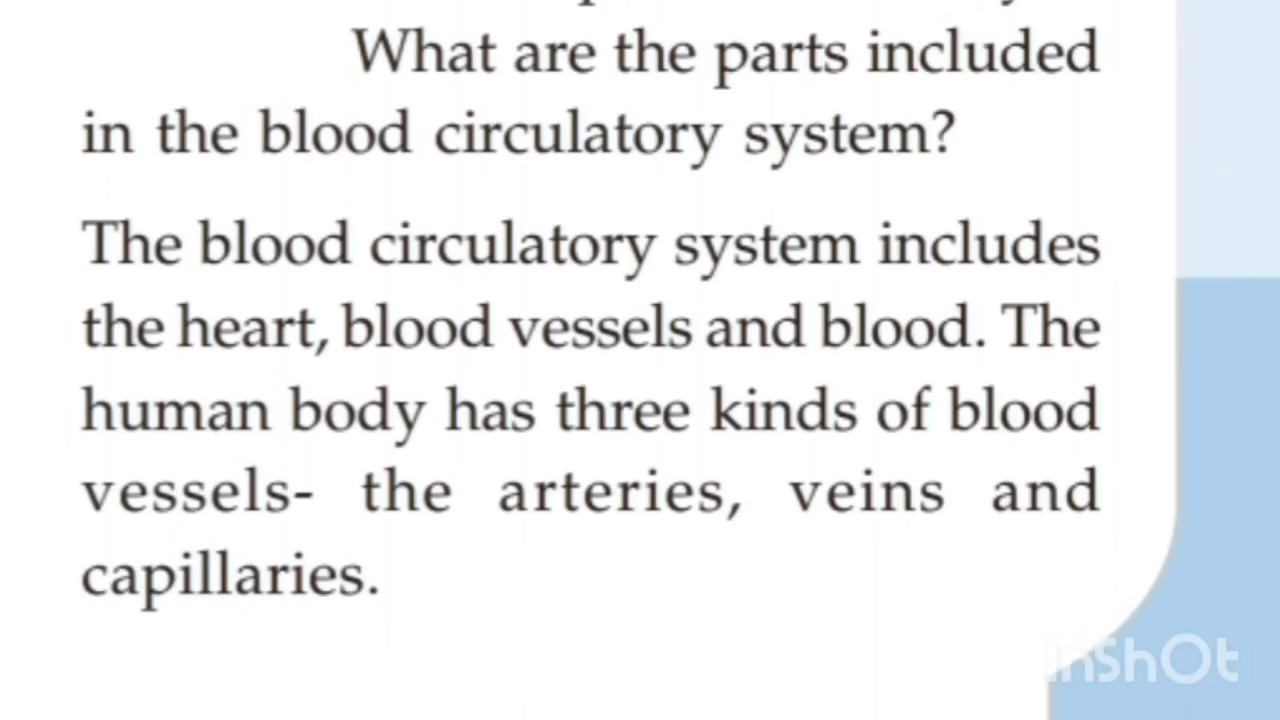 What are the parts included
in the blood circulatory system?
The blood circulatory system includes
the heart, blood vessels and blood. The
human body has three kinds of blood
vessels- the arteries, veins and
capillaries.
InShOt